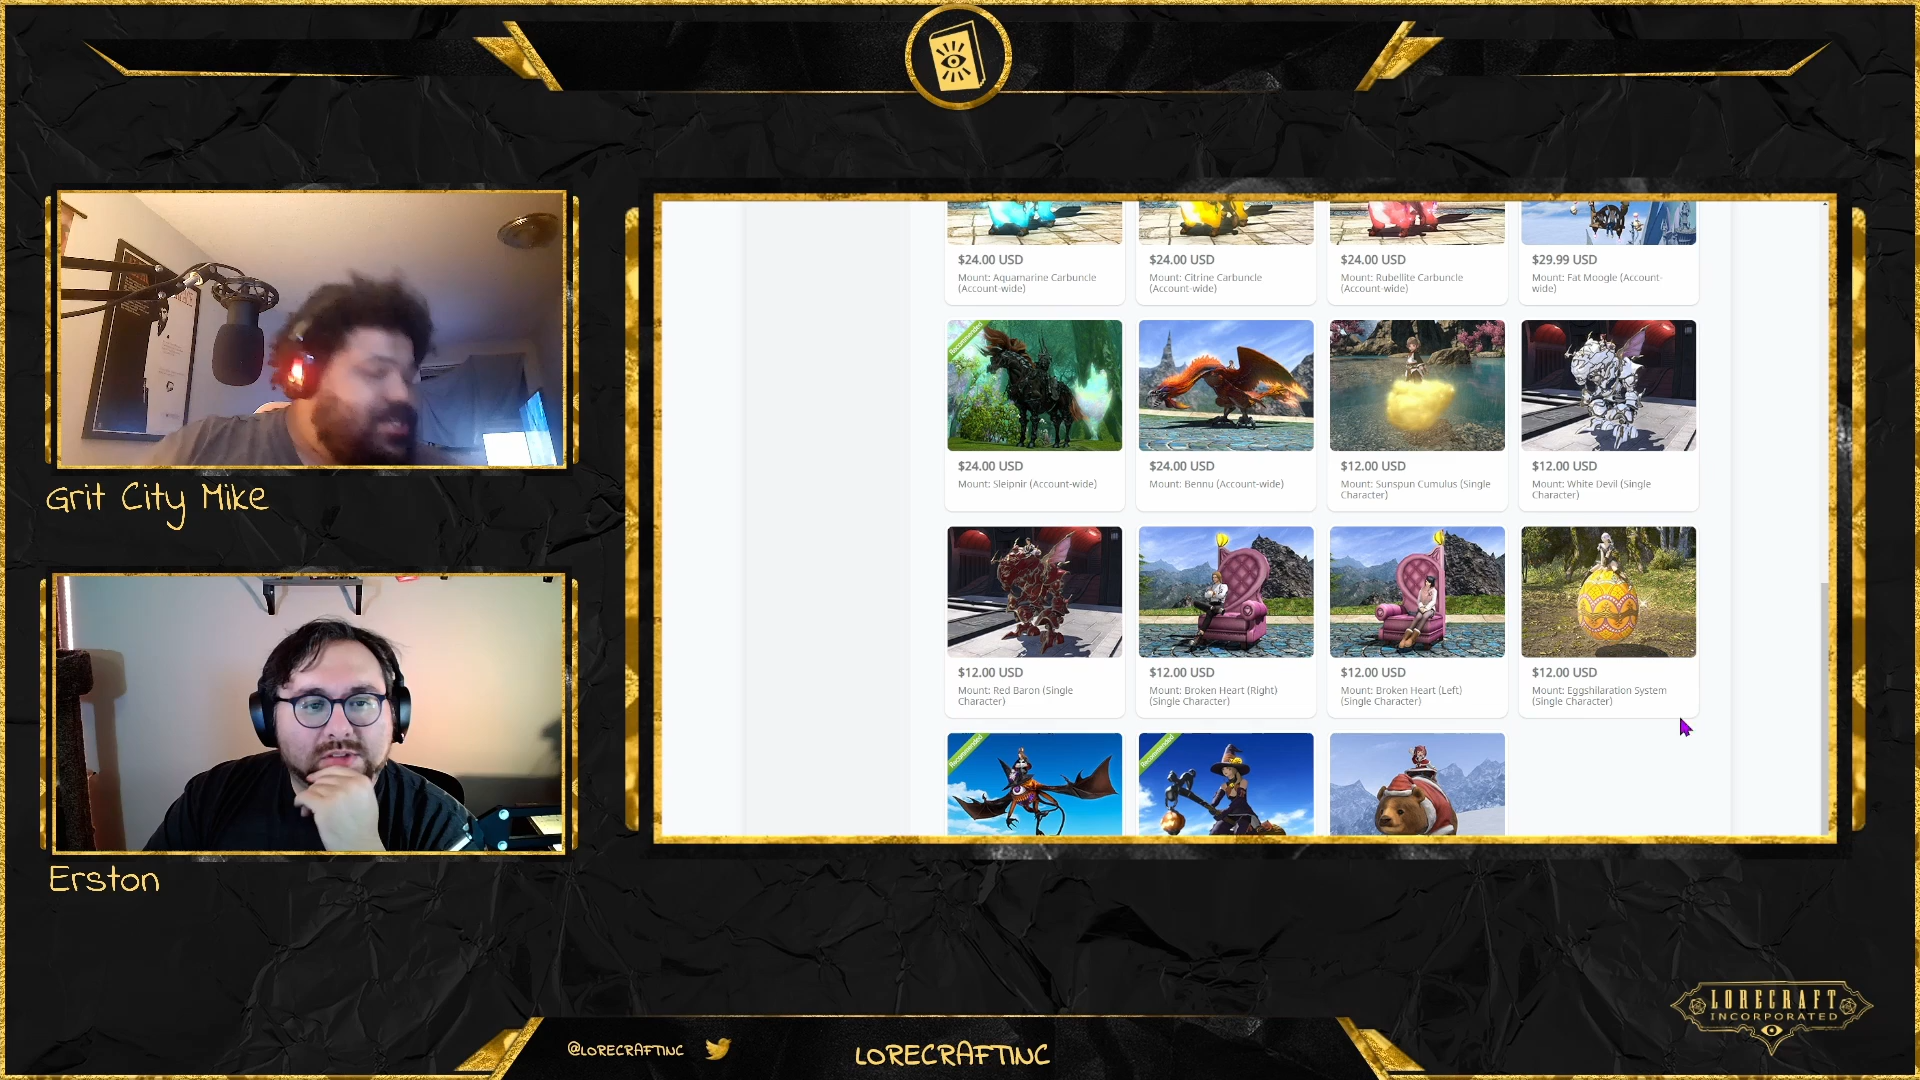 Grit City Mike
Erston
$24.00 USD
Mount: Aquamarine Carbuncle
(Account-wide)
$24.00 USD
Mount: Citrine Carbuncle
(Account-wide)
$24.00 USD
Mount: Rubellite Carbuncle
(Account-wide)
$29.99 USD
Mount: Fat Moogle (Account-
wide)
Recommended
$24.00 USD
Mount: Sleipnir (Account-wide)
$24.00 USD
Mount: Bennu (Account-wide)
$12.00 USD
Mount: Sunspun Cumulus (Single
Character)
$12.00 USD
Mount: White Devil (Single
Character)
$12.00 USD
Mount: Red Baron (Single
Character)
$12.00 USD
Mount: Broken Heart (Right)
(Single Character)
$12.00 USD
Mount: Broken Heart (Left)
(Single Character)
$12.00 USD
Mount: Eggshilaration System
(Single Character)
Recommended
Recommended
@LORECRAFTINC
LORECRAFTINC
LORECRAFT
INCORPORATED